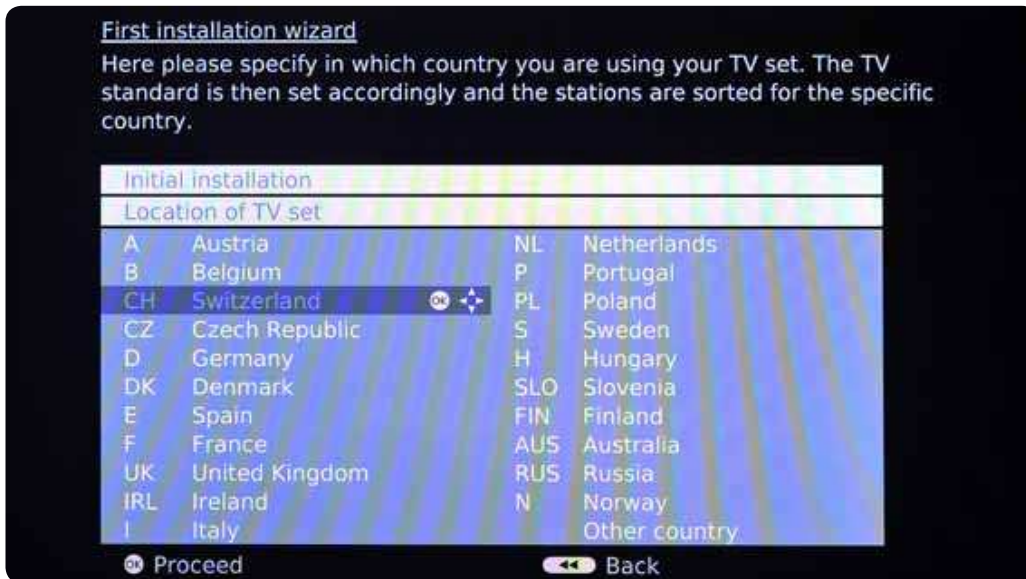 First installation wizard
Here please specify in which country you are using your TV set. The TV
standard is then set accordingly and the stations are sorted for the specific
country.
Initial installation
Location of TV set
A Austria
B Belgium
CH Switzerland OK
CZ Czech Republic
D Germany
DK Denmark
E Spain
F France
UK United Kingdom
IRL Ireland
I Italy
NL Netherlands
P Portugal
PL Poland
S Sweden
H Hungary
SLO Slovenia
FIN Finland
AUS Australia
RUS Russia
N Norway
Other country
OK Proceed
Back